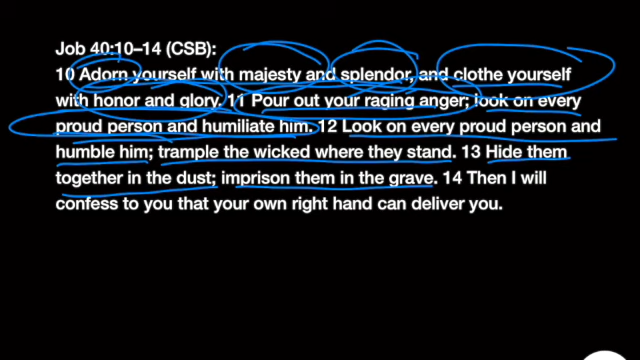 Job 40:10–14 (CSB):
10 Adorn yourself with majesty and splendor, and clothe yourself
with honor and glory. 11 Pour out your raging anger; look on every
proud person and humiliate him. 12 Look on every proud person and
humble him; trample the wicked where they stand. 13 Hide them
together in the dust; imprison them in the grave. 14 Then I will
confess to you that your own right hand can deliver you.